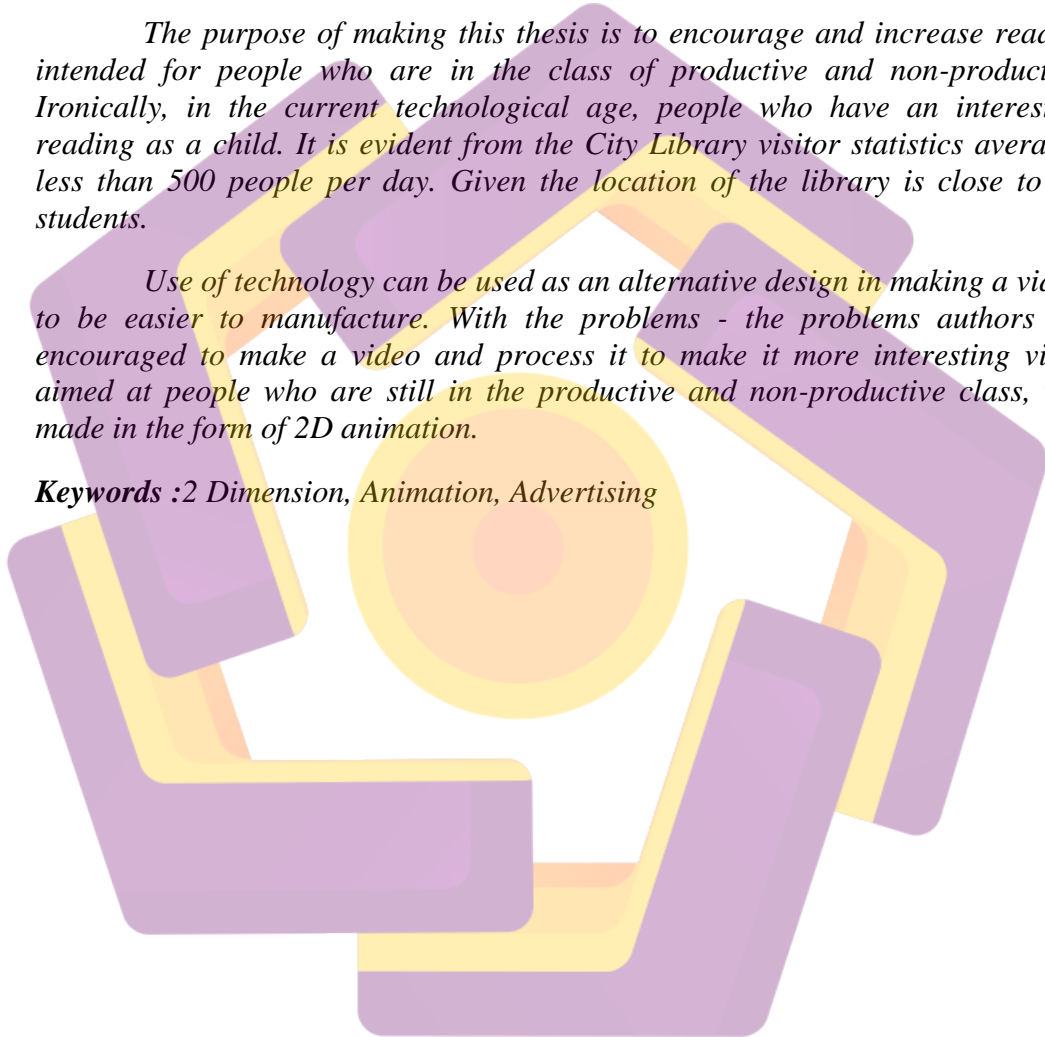 The purpose of making this thesis is to encourage and increase read
intended for people who are in the class of productive and non-product
Ironically, in the current technological age, people who have an interes
reading as a child. It is evident from the City Library visitor statistics avera
less than 500 people per day. Given the location of the library is close to
students.
Use of technology can be used as an alternative design in making a vid
to be easier to manufacture. With the problems - the problems authors
encouraged to make a video and process it to make it more interesting vi
aimed at people who are still in the productive and non-productive class,
made in the form of 2D animation.
Keywords :2 Dimension, Animation, Advertising